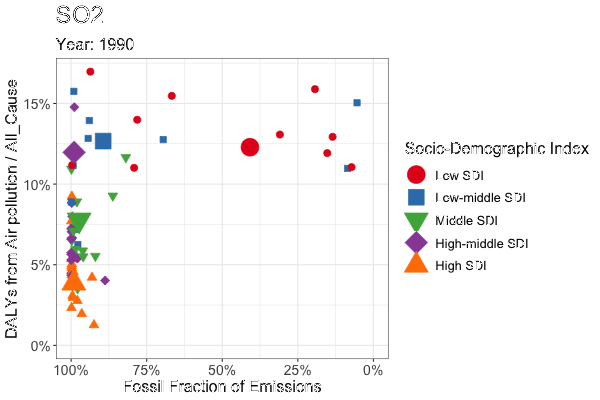 SO2
Year: 1990
DALYs from Air pollution / All_Cause
15%
10%
5%
0%
100%
75%
50%
25%
0%
Fossil Fraction of Emissions
Socio-Demographic Index
Low SDI
Low-middle SDI
Middle SDI
High-middle SDI
High SDI